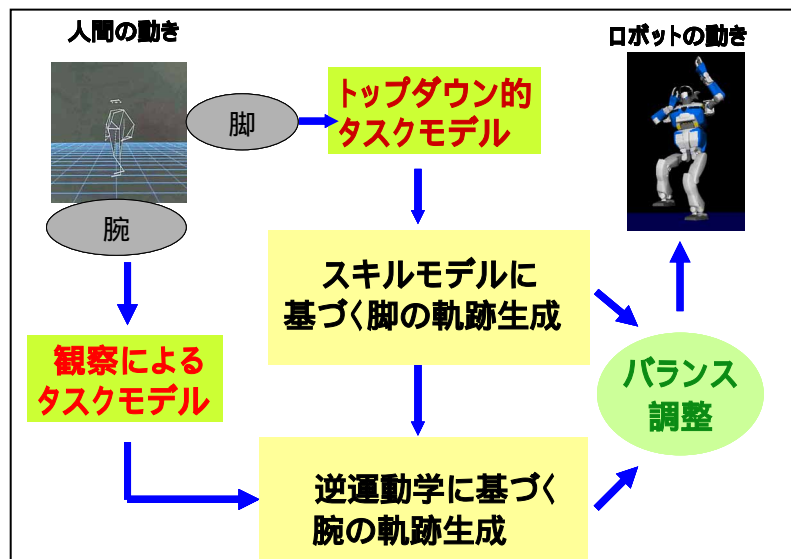 人間の動き
ロボットの動き
脚
トップダウン的
タスクモデル
腕
スキルモデルに
基づく脚の軌跡生成
観察による
タスクモデル
バランス
調整
逆運動学に基づく
腕の軌跡生成